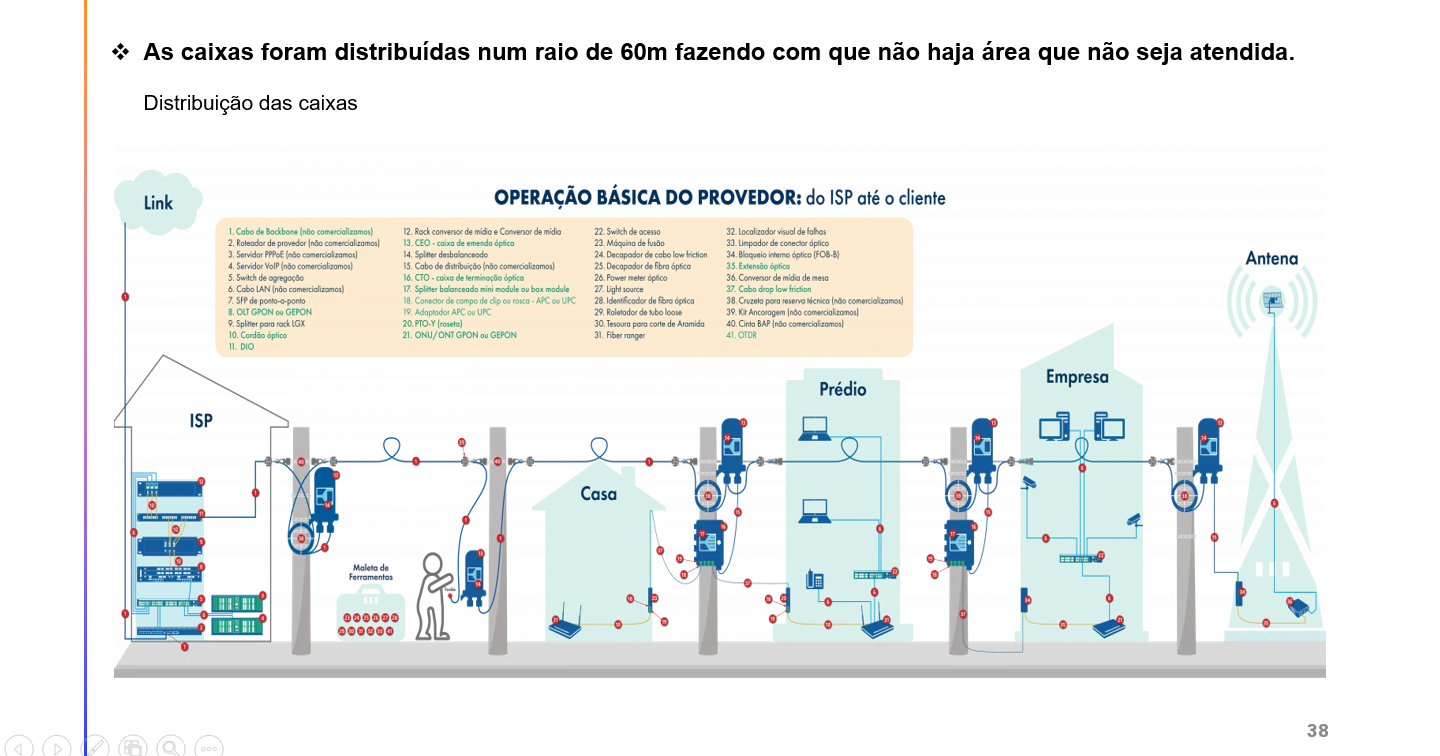 ❖ As caixas foram distribuídas num raio de 60m fazendo com que não haja área que não seja atendida.
Distribuição das caixas
Link
OPERAÇÃO BÁSICA DO PROVEDOR: do ISP até o cliente
1. Cabo de Backbone (não comercializamos)
2. Roteador de provedor (não comercializamos)
3. Servidor PPPoE (não comercializamos)
4. Servidor VoIP (não comercializamos)
5. Switch de agregação
6. Cabo LAN (não comercializamos)
7. SFP de ponto-a-ponto
8. OLT GPON ou GEPON
9. Splitter para rack LGX
10. Cordão óptico
11. DIO
12. Rack conversor de mídia e Conversor de mídia
13. CEO - caixa de emenda óptica
14. Splitter desbalanceado
15. Cabo de distribuição (não comercializamos)
16. CTO - caixa de terminação óptica
17. Splitter balanceado mini module ou box module
18. Conector de campo de clip ou rosca - APC ou UPC
19. Adaptador APC ou UPC
20. PTO-Y (roseta)
21. ONU/ONT GPON ou GEPON
22. Switch de acesso
23. Máquina de fusão
24. Decapador de cabo low friction
25. Decapador de fibra óptica
26. Power meter óptico
27. Light source
28. Identificador de fibra óptica
29. Roletador de tubo loose
30. Tesoura para corte de Aramida
31. Fiber ranger
32. Localizador visual de falhas
33. Limpador de conector óptico
34. Bloqueio interno óptico (FOB-B)
35. Extensão óptica
36. Conversor de mídia de mesa
37. Cabo drop low friction
38. Cruzeta para reserva técnica (não comercializamos)
39. Kit Ancoragem (não comercializamos)
40. Cinta BAP (não comercializamos)
41. OTDR
Antena
ISP
Casa
Prédio
Empresa
Maleta de
Ferramentos
Fusão
38